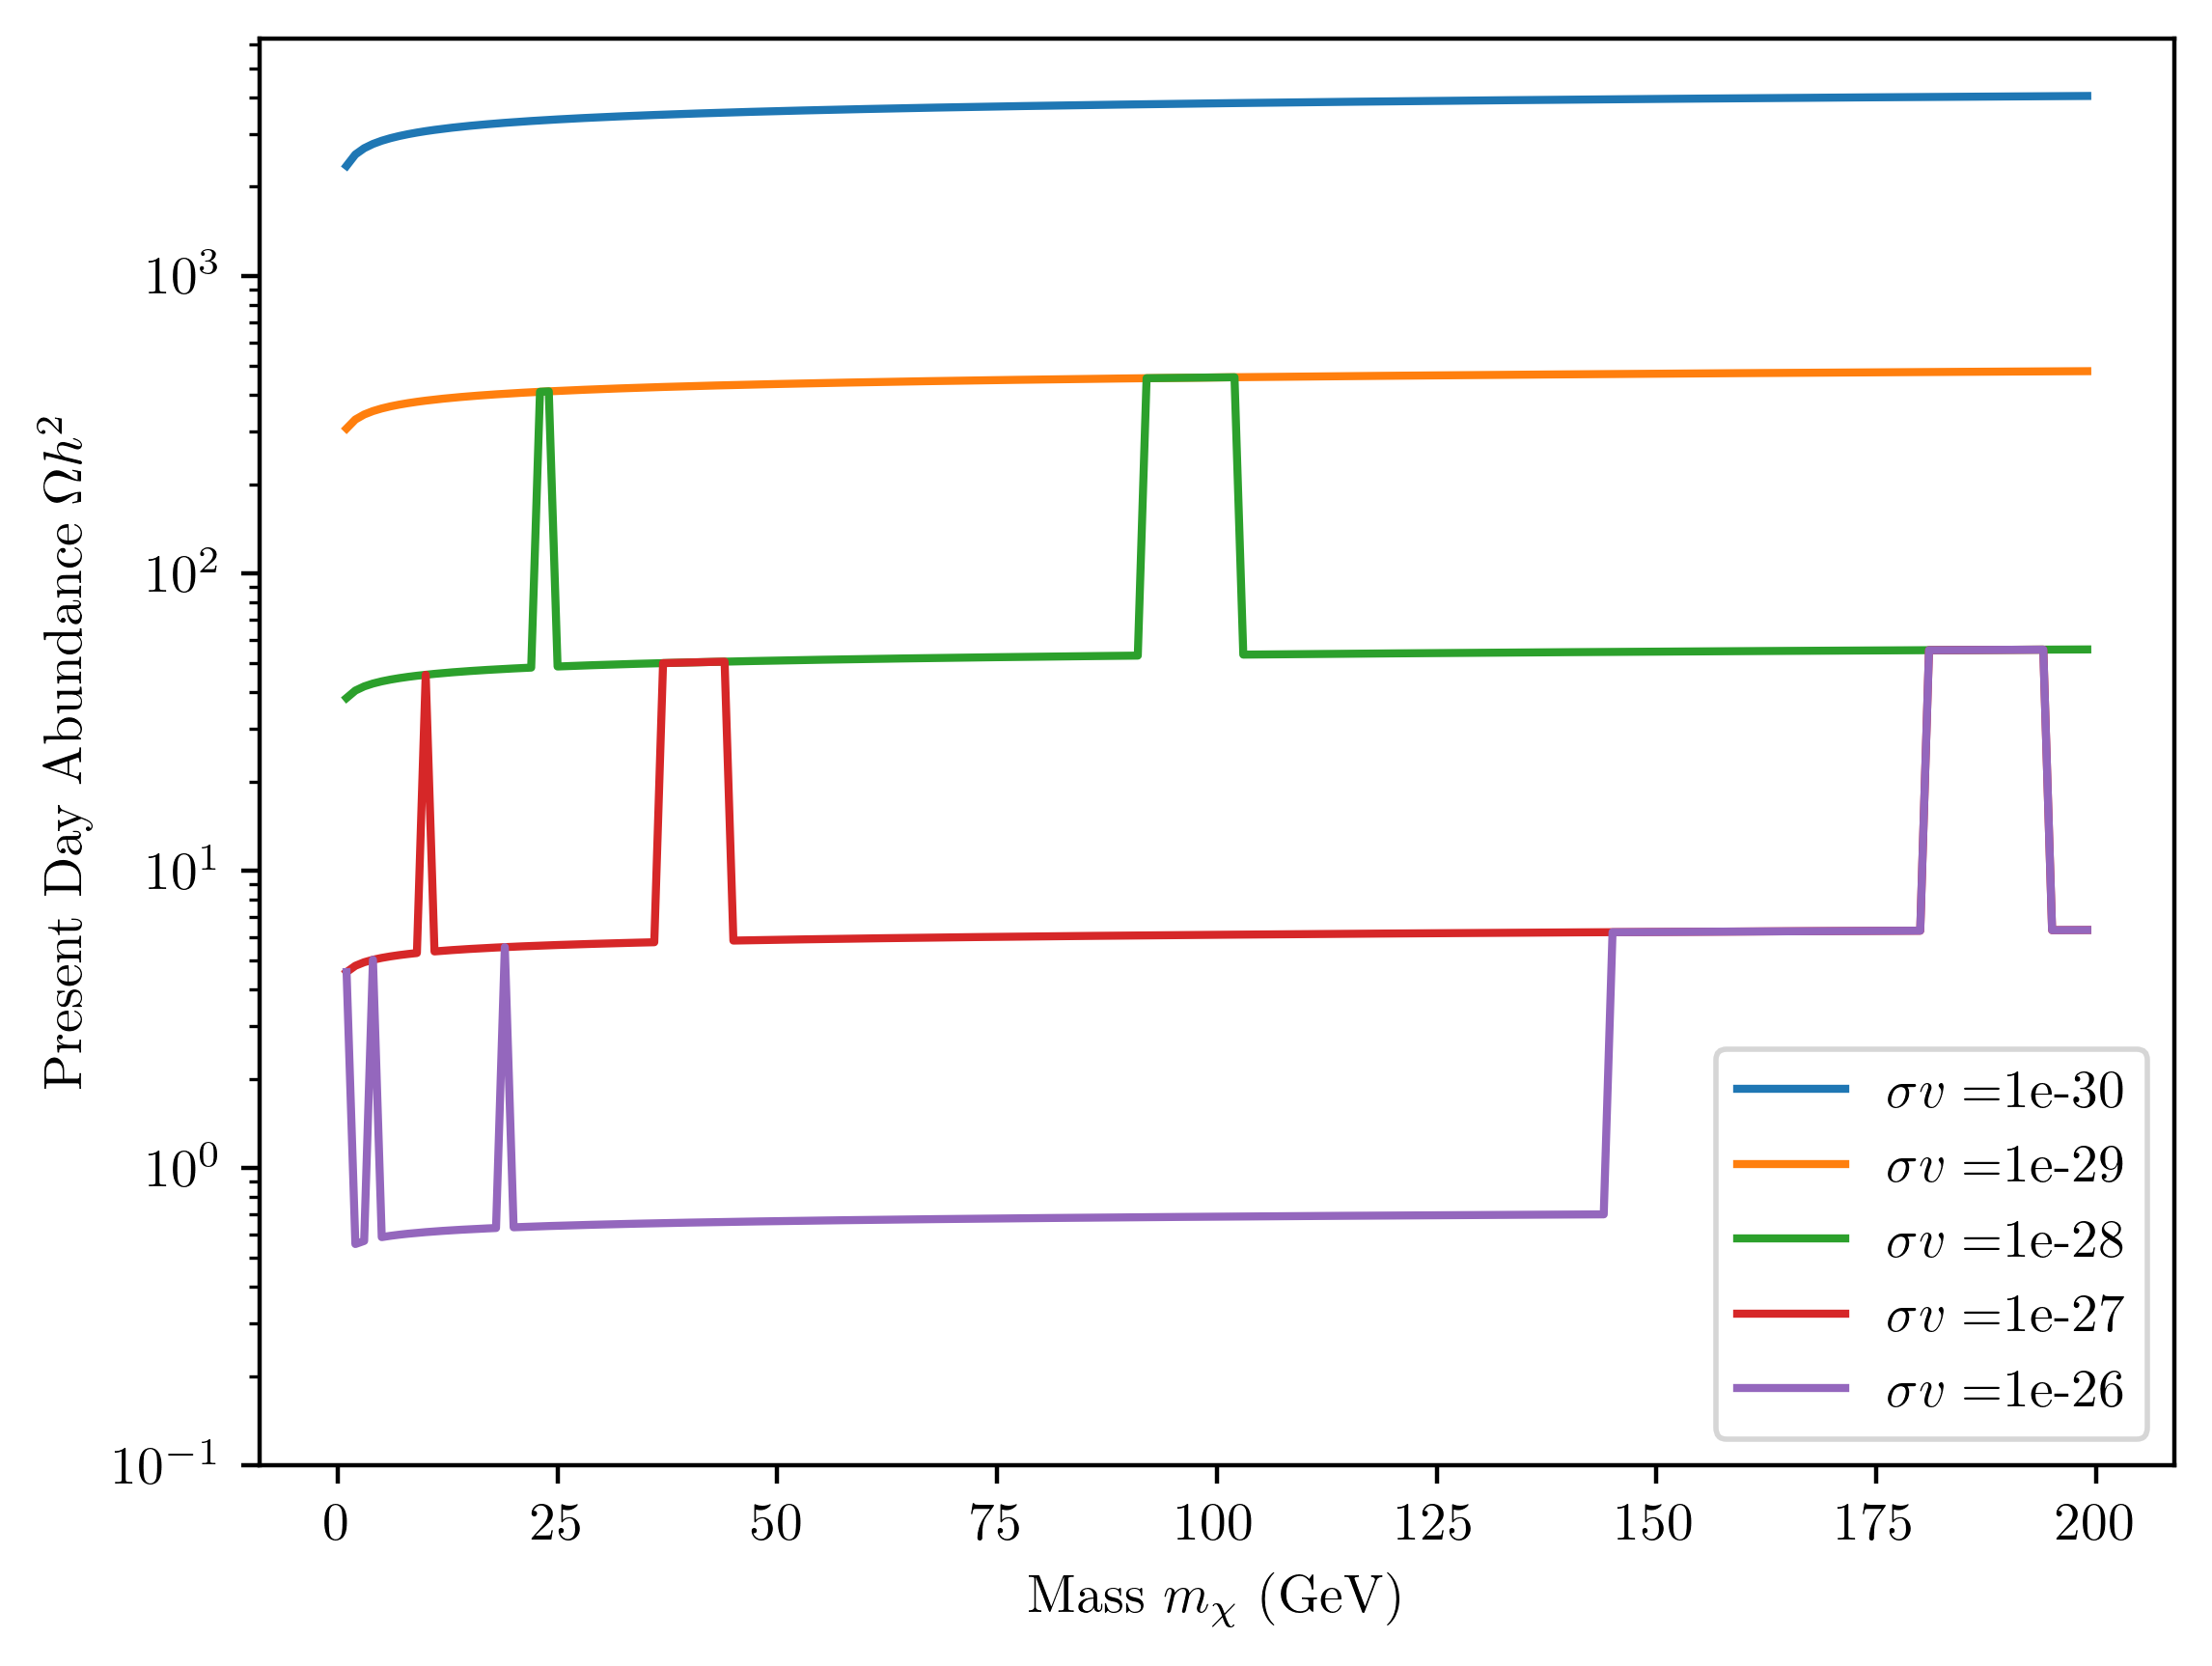 10³
10²
10¹
10⁰
10⁻¹
Present Day Abundance Ωh²
0 25 50 75 100 125 150 175 200
Mass mᵪ (GeV)
σv =1e-30
σv =1e-29
σv =1e-28
σv =1e-27
σv =1e-26